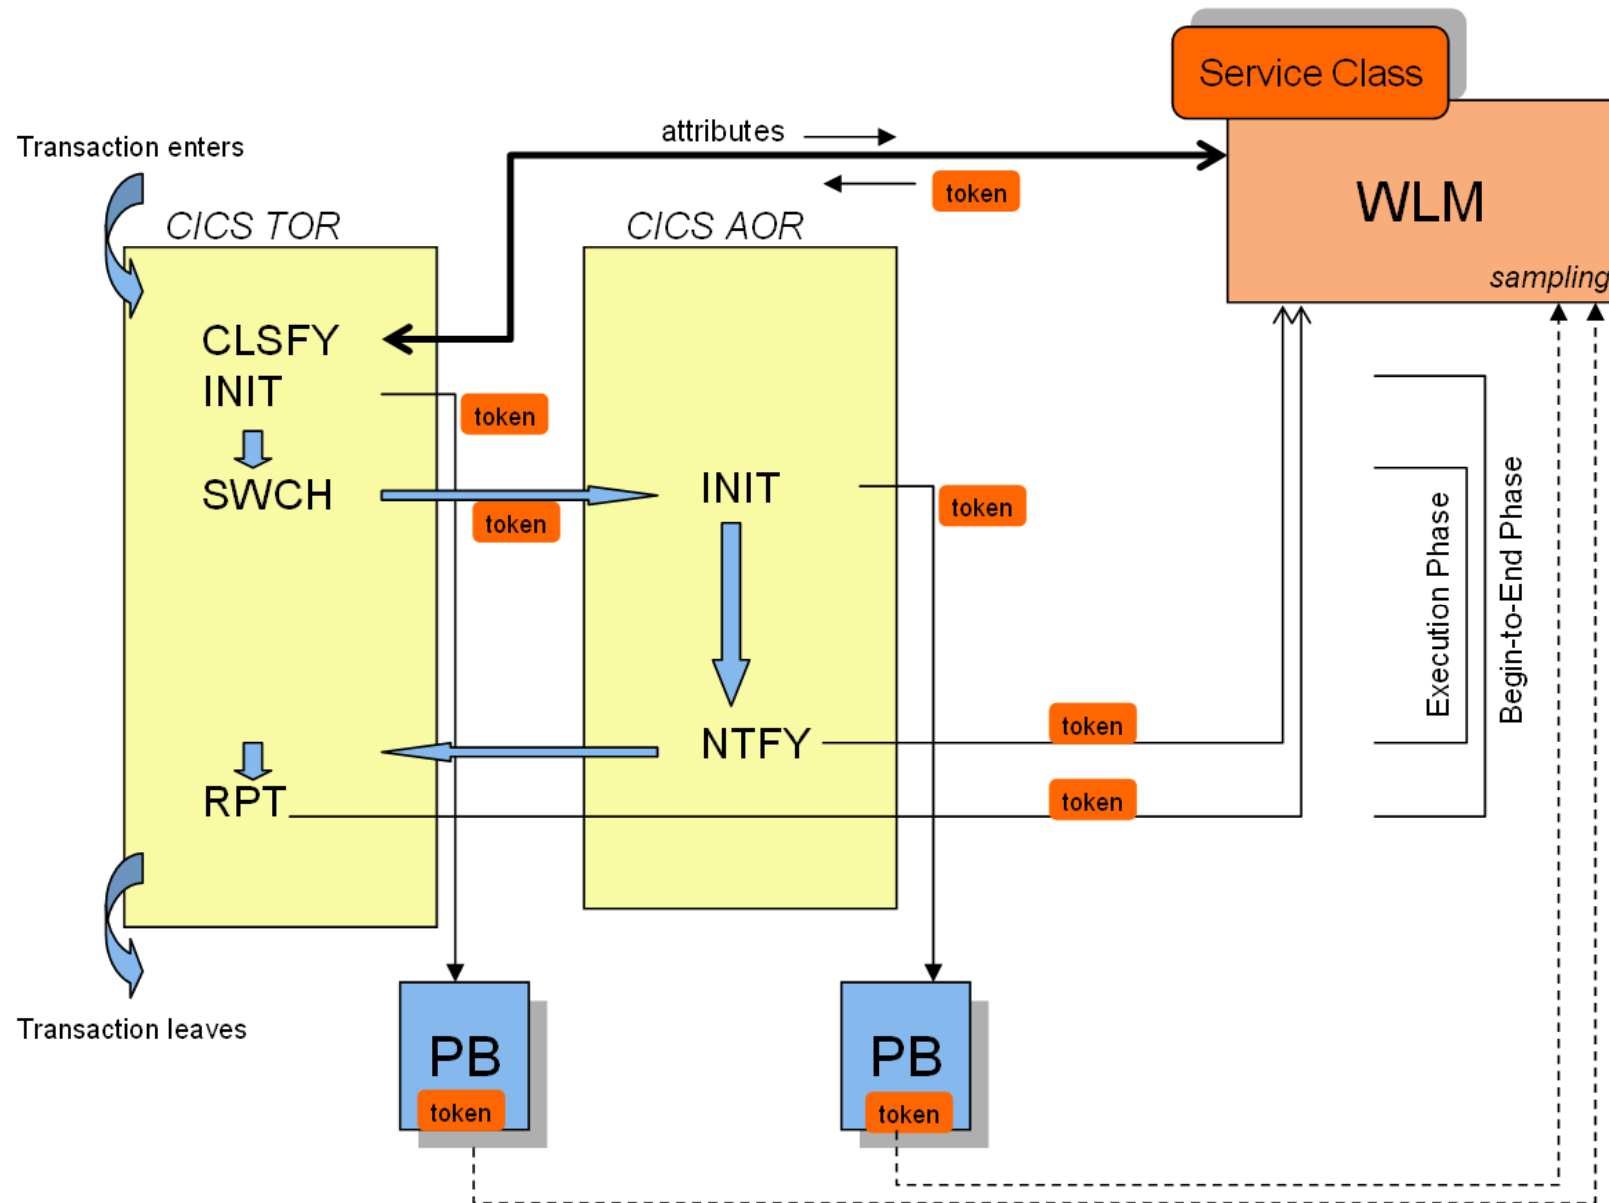 Service Class
attributes
Transaction enters
token
WLM
CICS TOR
CICS AOR
sampling
CLSFY
INIT
token
SWCH
INIT
token
token
Execution Phase
Begin-to-End Phase
NTFY
token
RPT
token
Transaction leaves
PB
token
PB
token